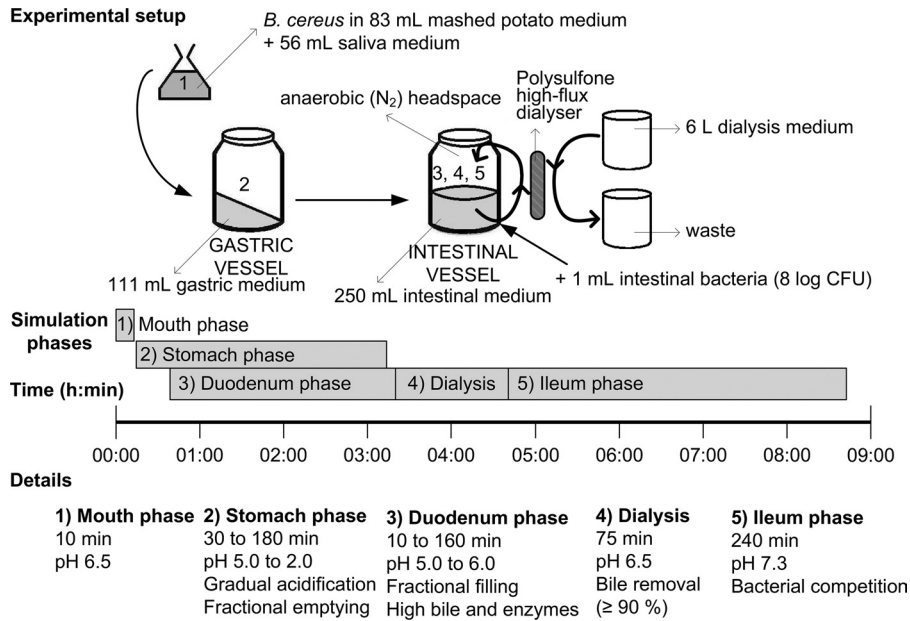 Experimental setup
B. cereus in 83 mL mashed potato medium
+ 56 mL saliva medium
1
anaerobic (N2) headspace
Polysulfone
high-flux
dialyser
6 L dialysis medium
2
3, 4, 5
GASTRIC
VESSEL
INTESTINAL
VESSEL
waste
111 mL gastric medium
250 mL intestinal medium
+ 1 mL intestinal bacteria (8 log CFU)
Simulation
phases
1) Mouth phase
2) Stomach phase
3) Duodenum phase
4) Dialysis
5) Ileum phase
Time (h:min)
00:00 01:00 02:00 03:00 04:00 05:00 06:00 07:00 08:00 09:00
Details
1) Mouth phase
10 min
pH 6.5
2) Stomach phase
30 to 180 min
pH 5.0 to 2.0
Gradual acidification
Fractional emptying
3) Duodenum phase
10 to 160 min
pH 5.0 to 6.0
Fractional filling
High bile and enzymes
4) Dialysis
75 min
pH 6.5
Bile removal
(≥ 90 %)
5) Ileum phase
240 min
pH 7.3
Bacterial competition